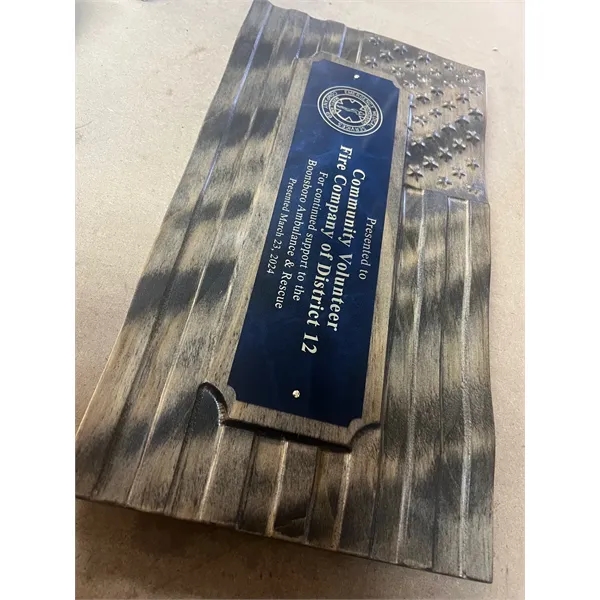 Presented to
Community Volunteer
Fire Company of District 12
For continued support to the
Boonsboro Ambulance & Rescue
Presented March 23, 2024